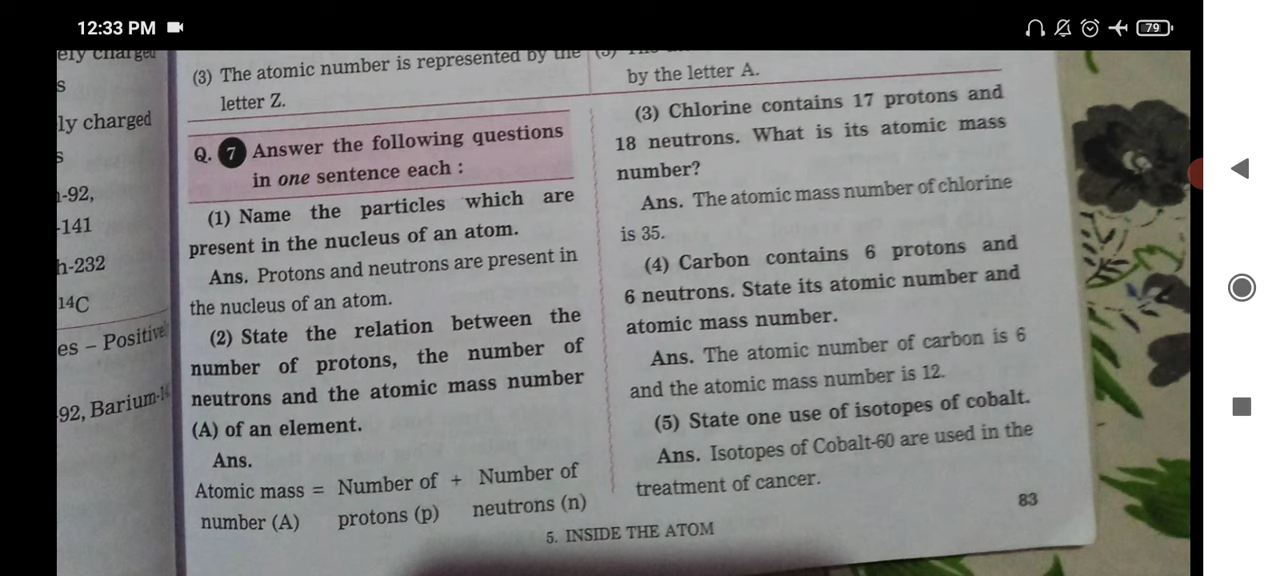 12:33 PM
79
ely charged
s
ly charged
s
-92,
-141
h-232
14C
es – Positive
-92, Barium-14
(3) The atomic number is represented by the
letter Z.
Q. 7 Answer the following questions
in one sentence each :
(1) Name the particles which are
present in the nucleus of an atom.
Ans. Protons and neutrons are present in
the nucleus of an atom.
(2) State the relation between the
number of protons, the number of
neutrons and the atomic mass number
(A) of an element.
Ans.
Atomic mass = Number of + Number of
number (A) protons (p) neutrons (n)
by the letter A.
(3) Chlorine contains 17 protons and
18 neutrons. What is its atomic mass
number?
Ans. The atomic mass number of chlorine
is 35.
(4) Carbon contains 6 protons and
6 neutrons. State its atomic number and
atomic mass number.
Ans. The atomic number of carbon is 6
and the atomic mass number is 12.
(5) State one use of isotopes of cobalt.
Ans. Isotopes of Cobalt-60 are used in the
treatment of cancer.
83
5. INSIDE THE ATOM